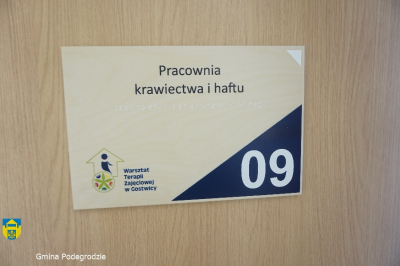 Pracownia
krawiectwa i haftu
Warsztat
Terapii
Zajęciowej
w Gostwicy
09
Gmina Podegrodzie